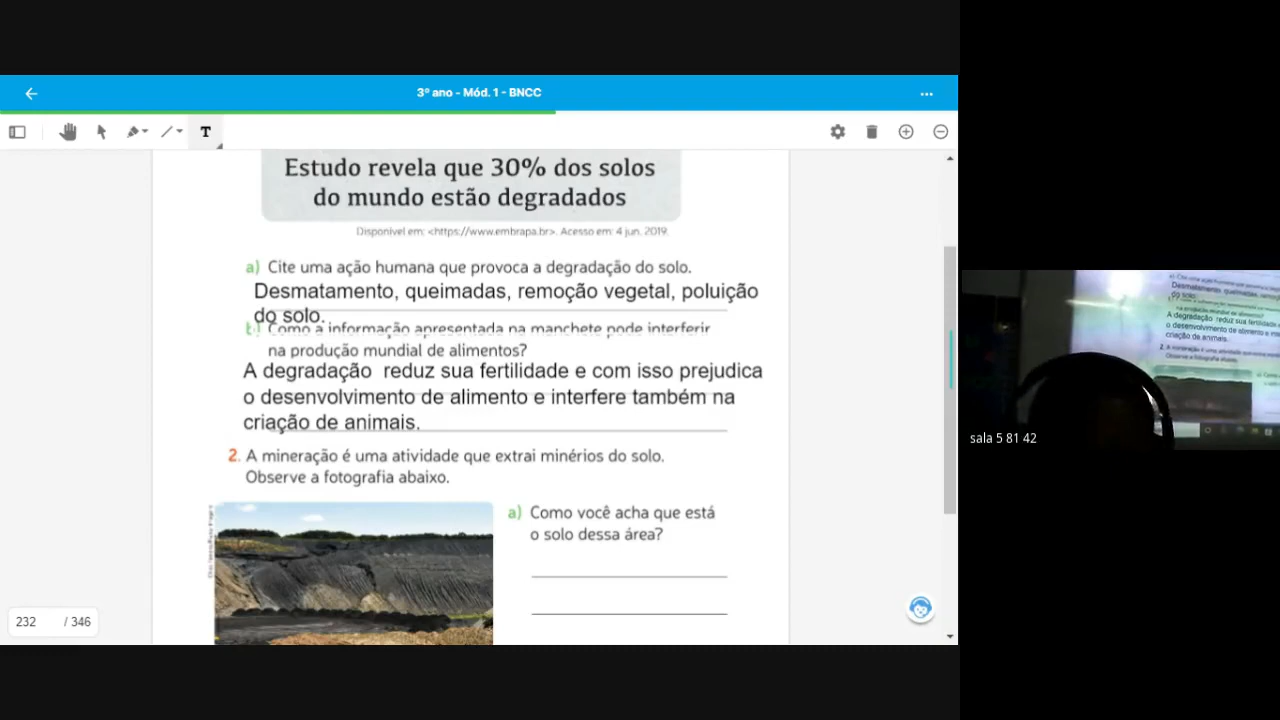 3º ano - Mód. 1 - BNCC
T
Estudo revela que 30% dos solos
do mundo estão degradados
Disponível em: <https://www.embrapa.br>. Acesso em: 4 jun. 2019.
a) Cite uma ação humana que provoca a degradação do solo.
Desmatamento, queimadas, remoção vegetal, poluição
do solo.
b) Como a informação apresentada na manchete pode interferir
na produção mundial de alimentos?
A degradação reduz sua fertilidade e com isso prejudica
o desenvolvimento de alimento e interfere também na
criação de animais.
2. A mineração é uma atividade que extrai minérios do solo.
Observe a fotografia abaixo.
a) Como você acha que está
o solo dessa área?
232 / 346
sala 5 81 42